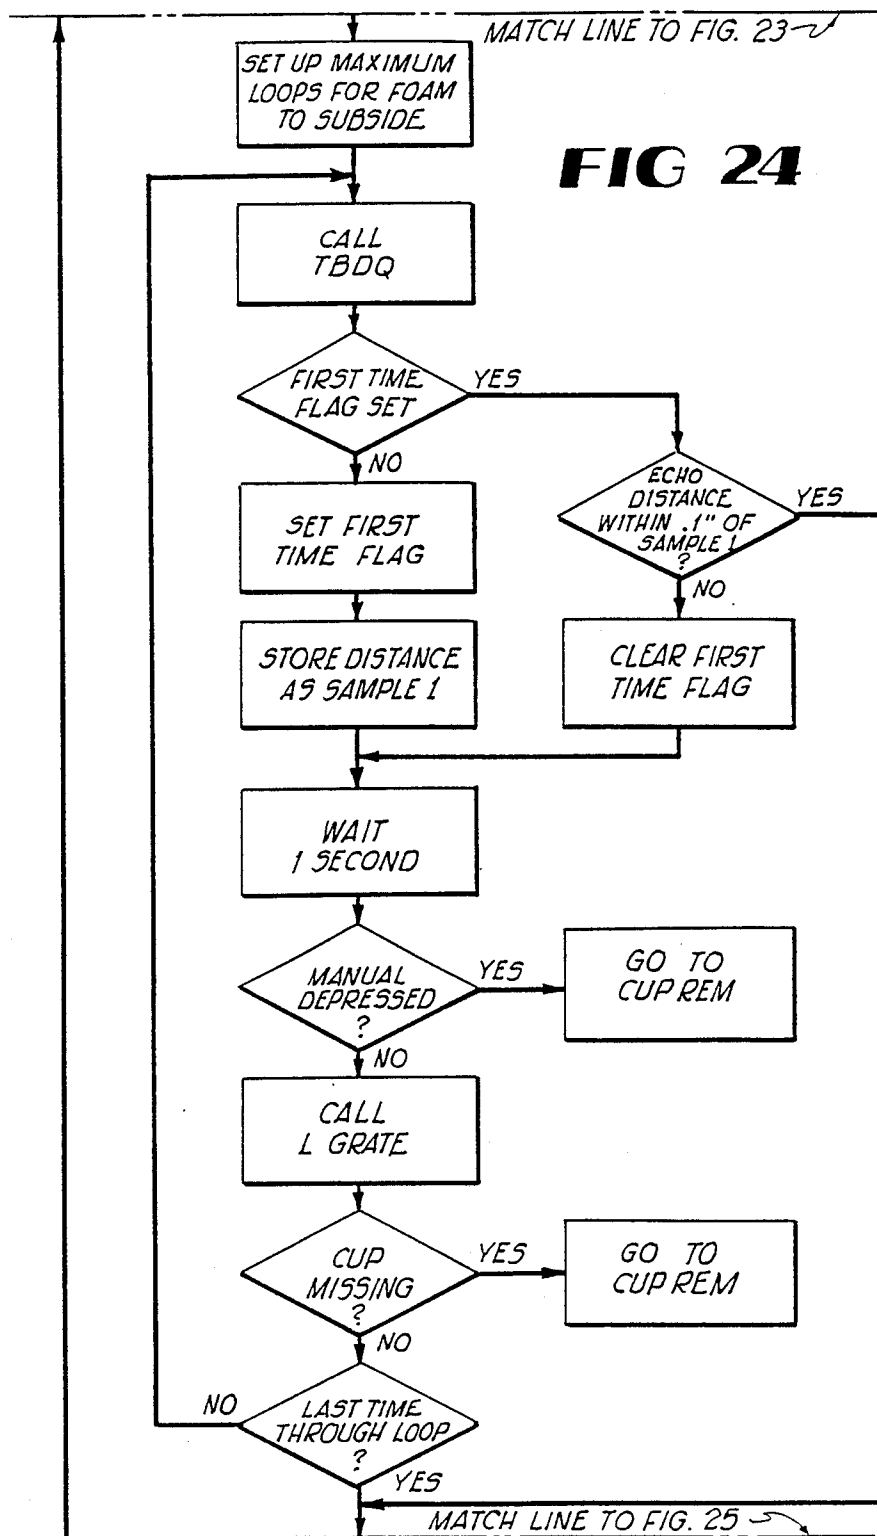 MATCH LINE TO FIG. 23
SET UP MAXIMUM
LOOPS FOR FOAM
TO SUBSIDE
FIG 24
CALL
TBDQ
FIRST TIME
FLAG SET
YES
NO
ECHO
DISTANCE
WITHIN .1" OF
SAMPLE 1
?
YES
NO
SET FIRST
TIME FLAG
STORE DISTANCE
AS SAMPLE 1
CLEAR FIRST
TIME FLAG
WAIT
1 SECOND
MANUAL
DEPRESSED
?
YES
GO TO
CUP REM
NO
CALL
L GRATE
CUP
MISSING
?
YES
GO TO
CUP REM
NO
LAST TIME
THROUGH LOOP
?
NO
YES
MATCH LINE TO FIG. 25